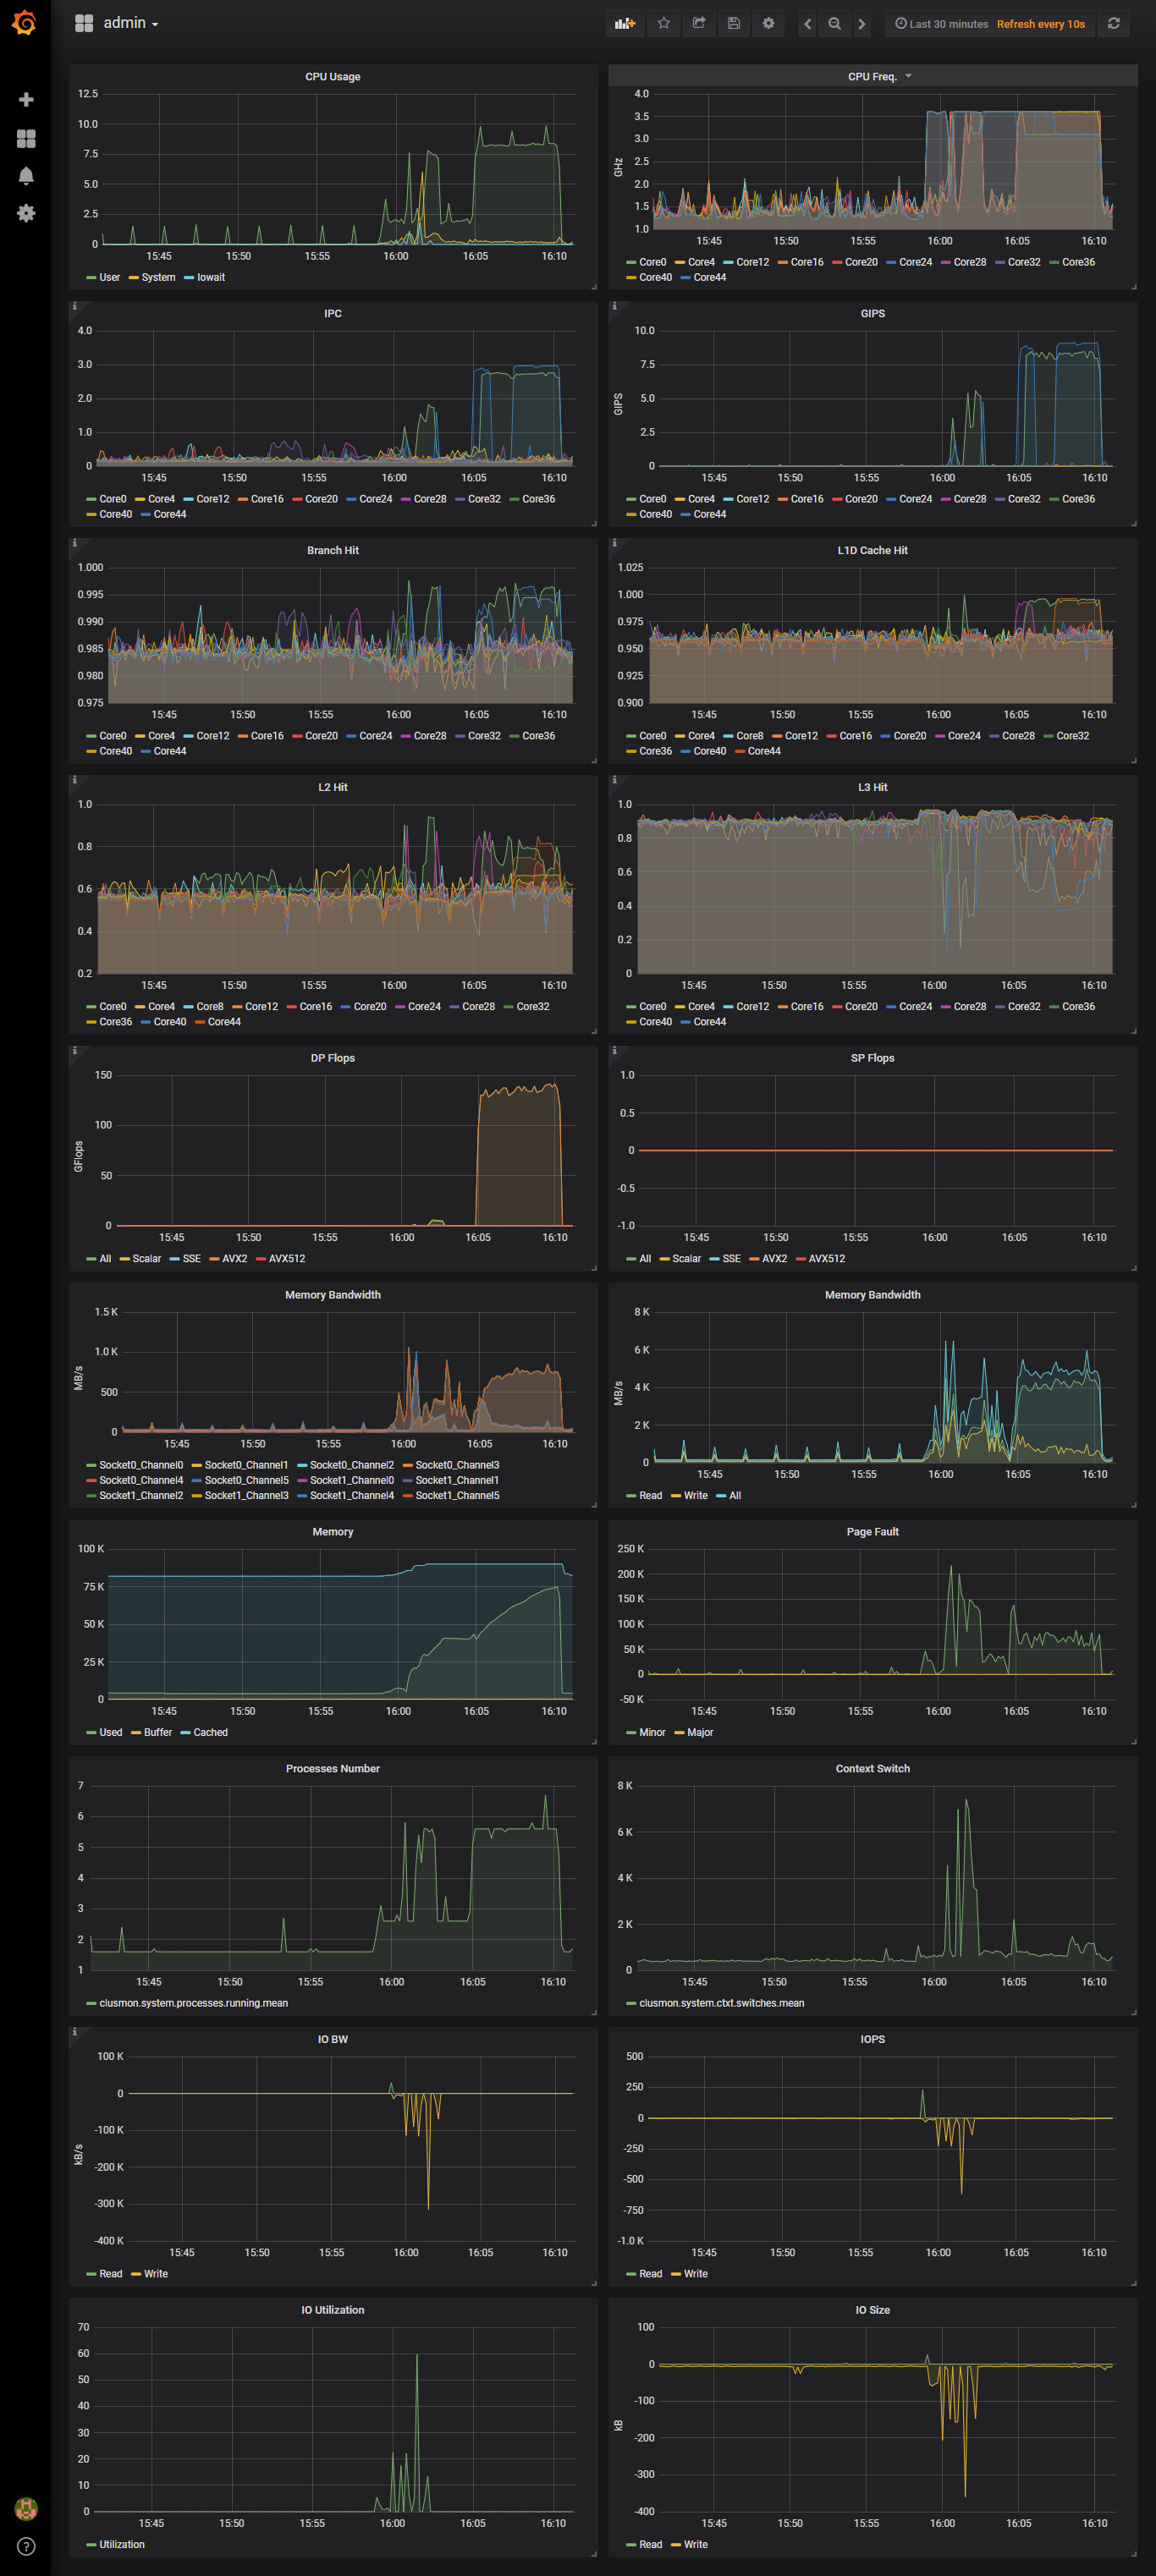 admin
Last 30 minutes Refresh every 10s
CPU Usage
12.5
10.0
7.5
5.0
2.5
0
15:45 15:50 15:55 16:00 16:05 16:10
User System Iowait
CPU Freq.
GHz
4.0
3.5
3.0
2.5
2.0
1.5
1.0
15:45 15:50 15:55 16:00 16:05 16:10
Core0 Core4 Core12 Core16 Core20 Core24 Core28 Core32 Core36
Core40 Core44
IPC
4.0
3.0
2.0
1.0
0
15:45 15:50 15:55 16:00 16:05 16:10
Core0 Core4 Core12 Core16 Core20 Core24 Core28 Core32 Core36
Core40 Core44
GIPS
GIPS
10.0
7.5
5.0
2.5
0
15:45 15:50 15:55 16:00 16:05 16:10
Core0 Core4 Core12 Core16 Core20 Core24 Core28 Core32 Core36
Core40 Core44
Branch Hit
1.000
0.995
0.990
0.985
0.980
0.975
15:45 15:50 15:55 16:00 16:05 16:10
Core0 Core4 Core12 Core16 Core20 Core24 Core28 Core32 Core36
Core40 Core44
L1D Cache Hit
1.025
1.000
0.975
0.950
0.925
0.900
15:45 15:50 15:55 16:00 16:05 16:10
Core0 Core4 Core8 Core12 Core16 Core20 Core24 Core28 Core32
Core36 Core40 Core44
L2 Hit
1.0
0.8
0.6
0.4
0.2
15:45 15:50 15:55 16:00 16:05 16:10
Core0 Core4 Core8 Core12 Core16 Core20 Core24 Core28 Core32
Core36 Core40 Core44
L3 Hit
1.0
0.8
0.6
0.4
0.2
0
15:45 15:50 15:55 16:00 16:05 16:10
Core0 Core4 Core12 Core16 Core20 Core24 Core28 Core32 Core36
Core40 Core44
DP Flops
GFlops
150
100
50
0
15:45 15:50 15:55 16:00 16:05 16:10
All Scalar SSE AVX2 AVX512
SP Flops
1.0
0.5
0
-0.5
-1.0
15:45 15:50 15:55 16:00 16:05 16:10
All Scalar SSE AVX2 AVX512
Memory Bandwidth
MB/s
1.5 K
1.0 K
500
0
15:45 15:50 15:55 16:00 16:05 16:10
Socket0_Channel0 Socket0_Channel1 Socket0_Channel2 Socket0_Channel3
Socket0_Channel4 Socket0_Channel5 Socket1_Channel0 Socket1_Channel1
Socket1_Channel2 Socket1_Channel3 Socket1_Channel4 Socket1_Channel5
Memory Bandwidth
MB/s
8 K
6 K
4 K
2 K
0
15:45 15:50 15:55 16:00 16:05 16:10
Read Write All
Memory
100 K
75 K
50 K
25 K
0
15:45 15:50 15:55 16:00 16:05 16:10
Used Buffer Cached
Page Fault
250 K
200 K
150 K
100 K
50 K
0
-50 K
15:45 15:50 15:55 16:00 16:05 16:10
Minor Major
Processes Number
7
6
5
4
3
2
1
15:45 15:50 15:55 16:00 16:05 16:10
clusmon.system.processes.running.mean
Context Switch
8 K
6 K
4 K
2 K
0
15:45 15:50 15:55 16:00 16:05 16:10
clusmon.system.ctxt.switches.mean
IO BW
kB/s
100 K
0
-100 K
-200 K
-300 K
-400 K
15:45 15:50 15:55 16:00 16:05 16:10
Read Write
IOPS
500
250
0
-250
-500
-750
-1.0 K
15:45 15:50 15:55 16:00 16:05 16:10
Read Write
IO Utilization
70
60
50
40
30
20
10
0
15:45 15:50 15:55 16:00 16:05 16:10
Utilization
IO Size
kB
100
0
-100
-200
-300
-400
15:45 15:50 15:55 16:00 16:05 16:10
Read Write